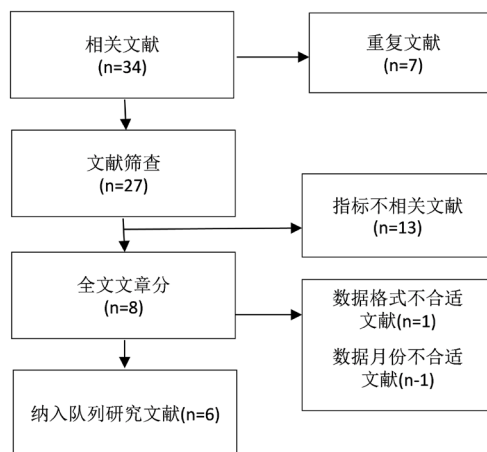 相关文献
(n=34)
重复文献
(n=7)
文献筛查
(n=27)
指标不相关文献
(n=13)
全文文章分
(n=8)
数据格式不合适
文献(n=1)
数据月份不合适
文献(n-1)
纳入队列研究文献(n=6)